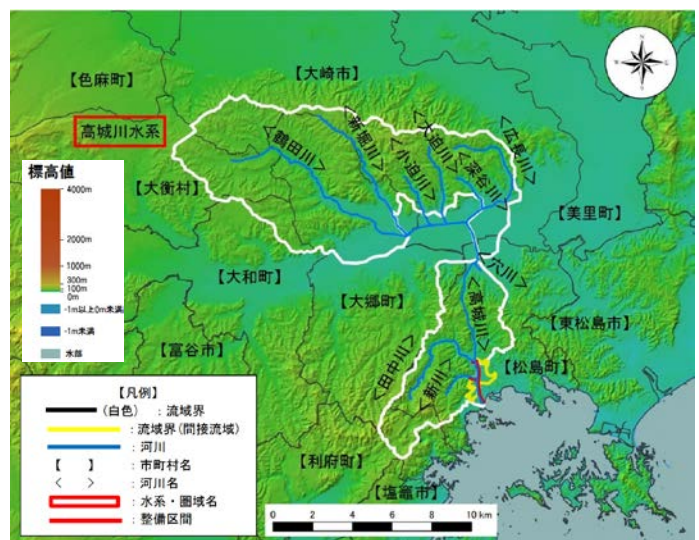 【色麻町】
【大崎市】
高城川水系
<鶴田川>
<新堀川>
<小迫川>
<大迫川>
<深谷川>
<広長川>
標高値
4000m
2000m
1000m
300m
100m
0m
-1m以上0m未満
-1m未満
水部
【大衡村】
【美里町】
【大和町】
<穴川>
【大郷町】
<高城川>
【東松島市】
【富谷市】
<田中川>
<新川>
【松島町】
【利府町】
【塩竈市】
【凡例】
(白色) : 流域界
: 流域界(間接流域)
: 河川
【 】 : 市町村名
< > : 河川名
: 水系・圏域名
: 整備区間
0 2 4 6 8 10 km
N